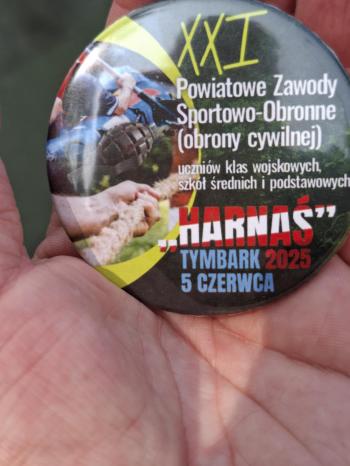 XXI
Powiatowe Zawody
Sportowo-Obronne
(obrony cywilnej)
uczniów klas wojskowych,
szkół średnich i podstawowych
„HARNAŚ”
TYMBARK 2025
5 CZERWCA